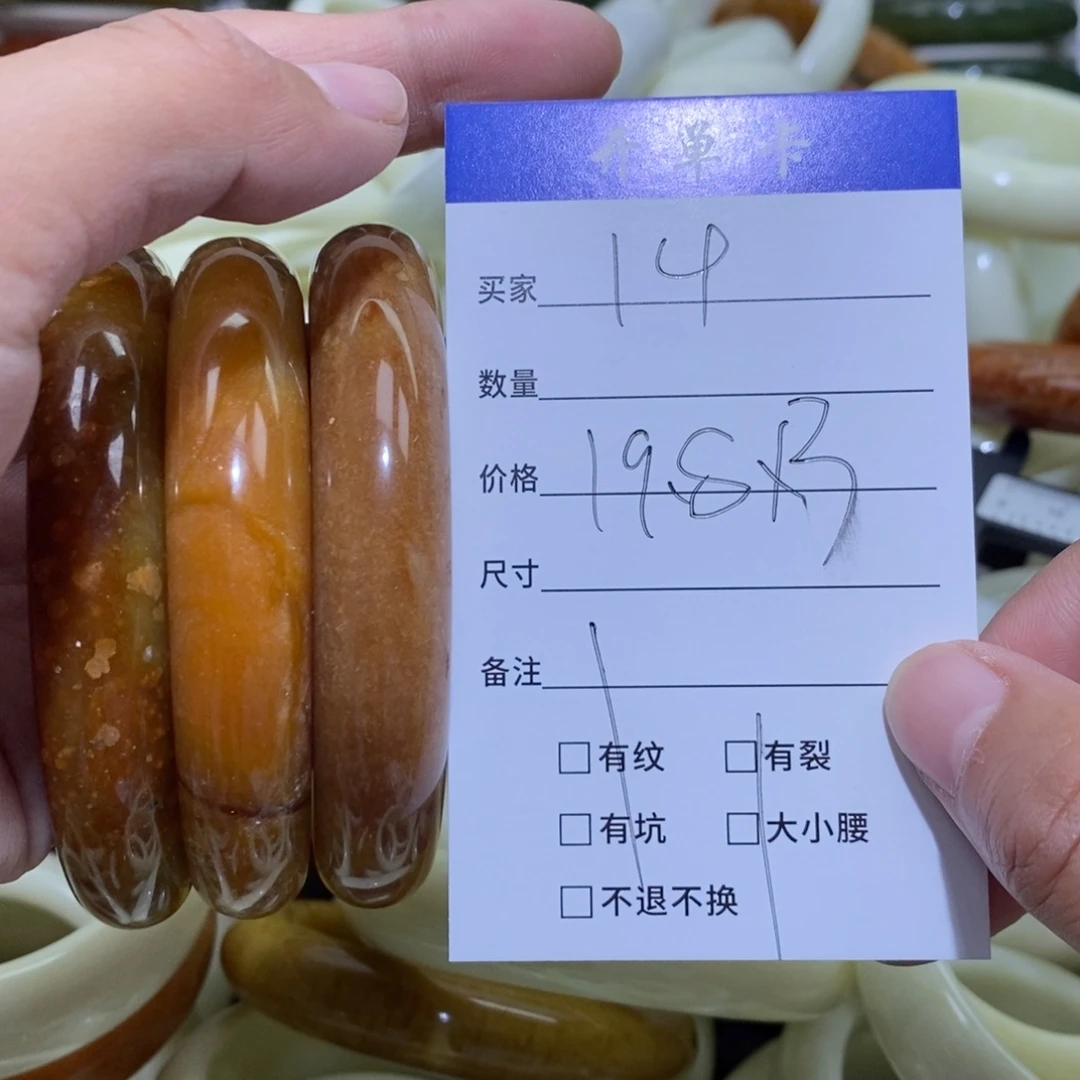 开单卡
买家 14
数量
价格 198x3
尺寸
备注
□有纹 □有裂
□有坑 □大小腰
□不退不换